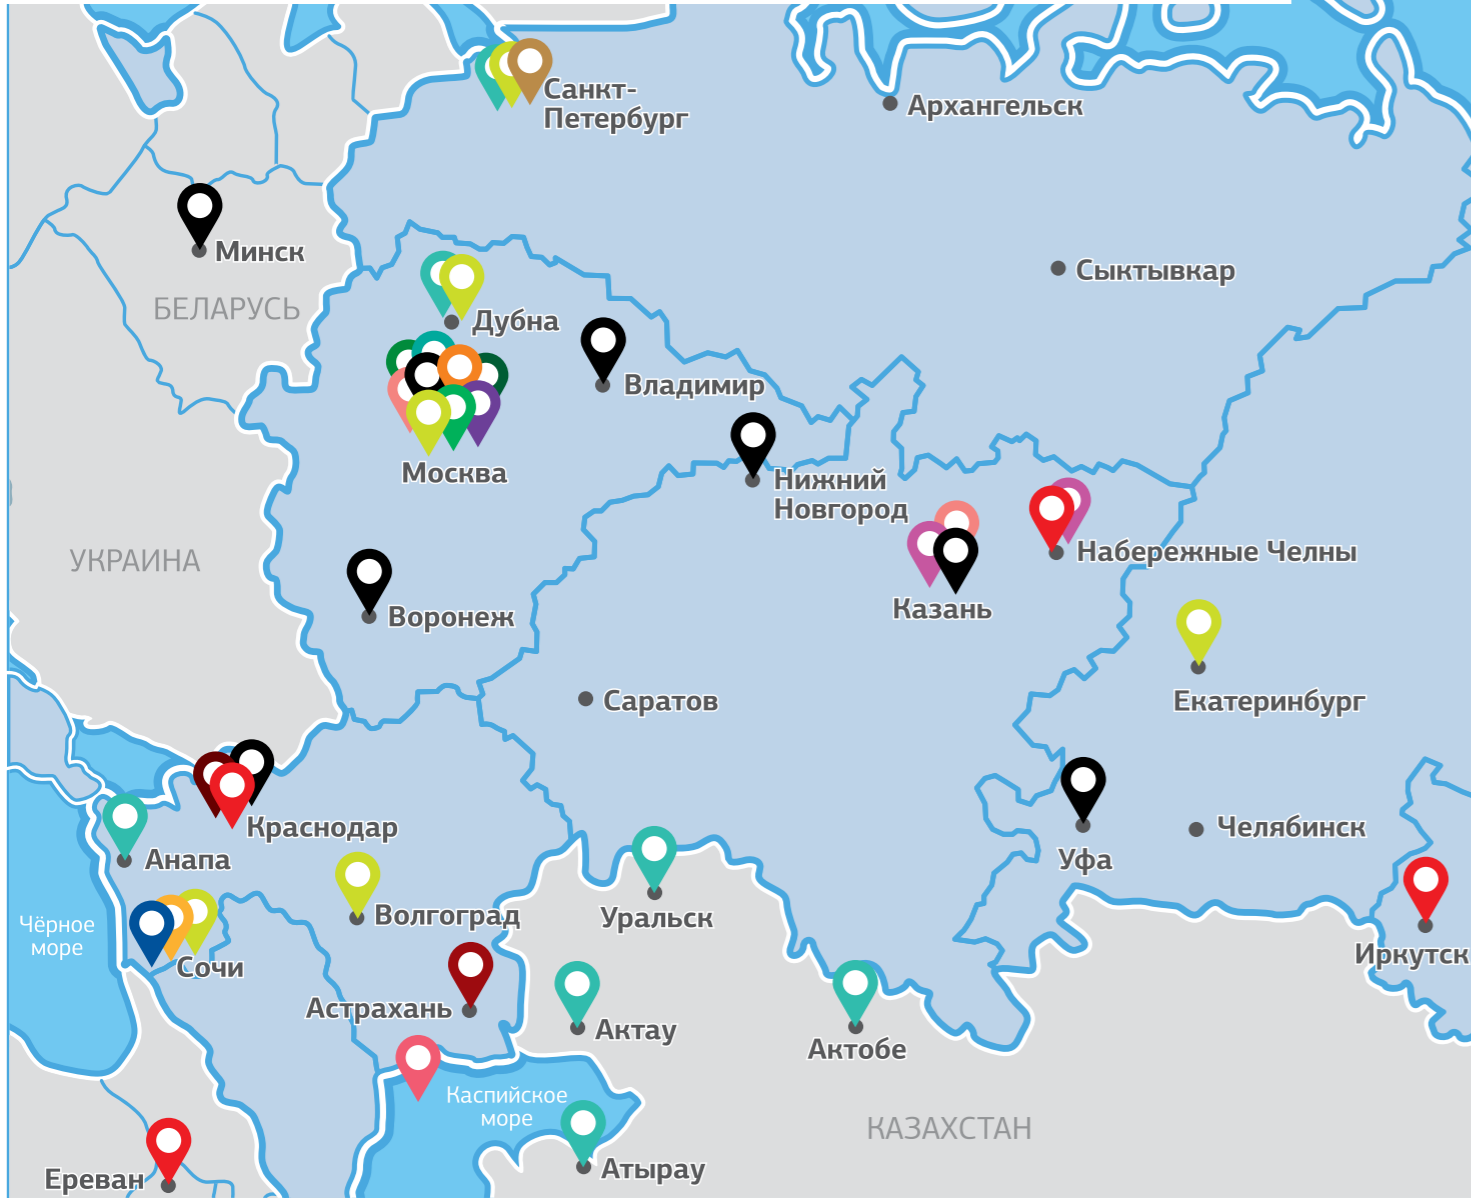 Санкт-
Петербург
Архангельск
Минск
Сыктывкар
БЕЛАРУСЬ
Дубна
Владимир
Москва
Нижний
Новгород
Набережные Челны
УКРАИНА
Казань
Воронеж
Саратов
Екатеринбург
Краснодар
Челябинск
Анапа
Уфа
Волгоград
Уральск
Чёрное
море
Иркутск
Сочи
Астрахань
Актау
Актобе
Каспийское
море
КАЗАХСТАН
Атырау
Ереван